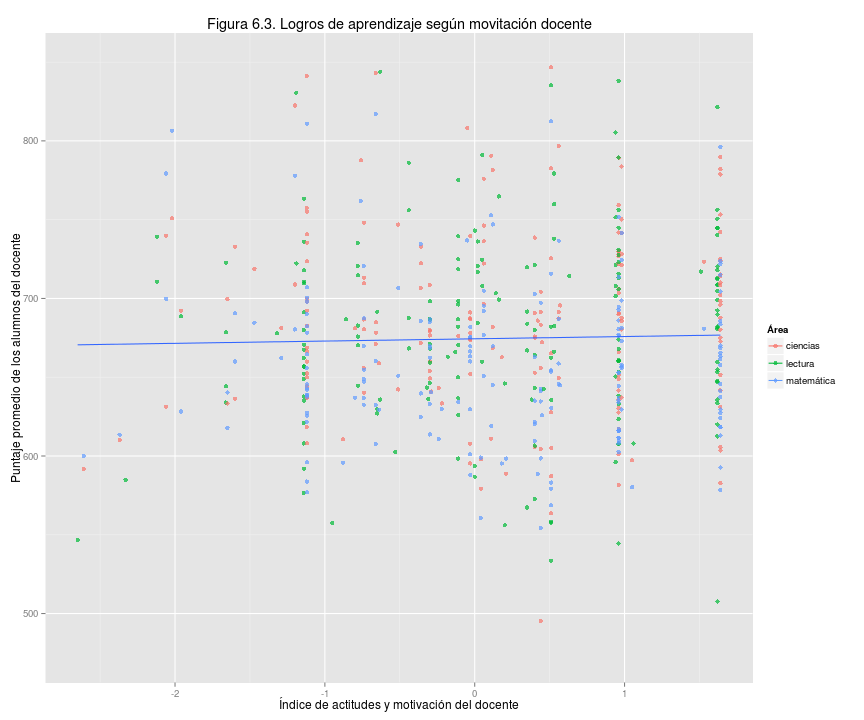 Figura 6.3. Logros de aprendizaje según movitación docente
Puntaje promedio de los alumnos del docente
800
700
600
500
-2
-1
0
1
Índice de actitudes y motivación del docente
Área
ciencias
lectura
matemática